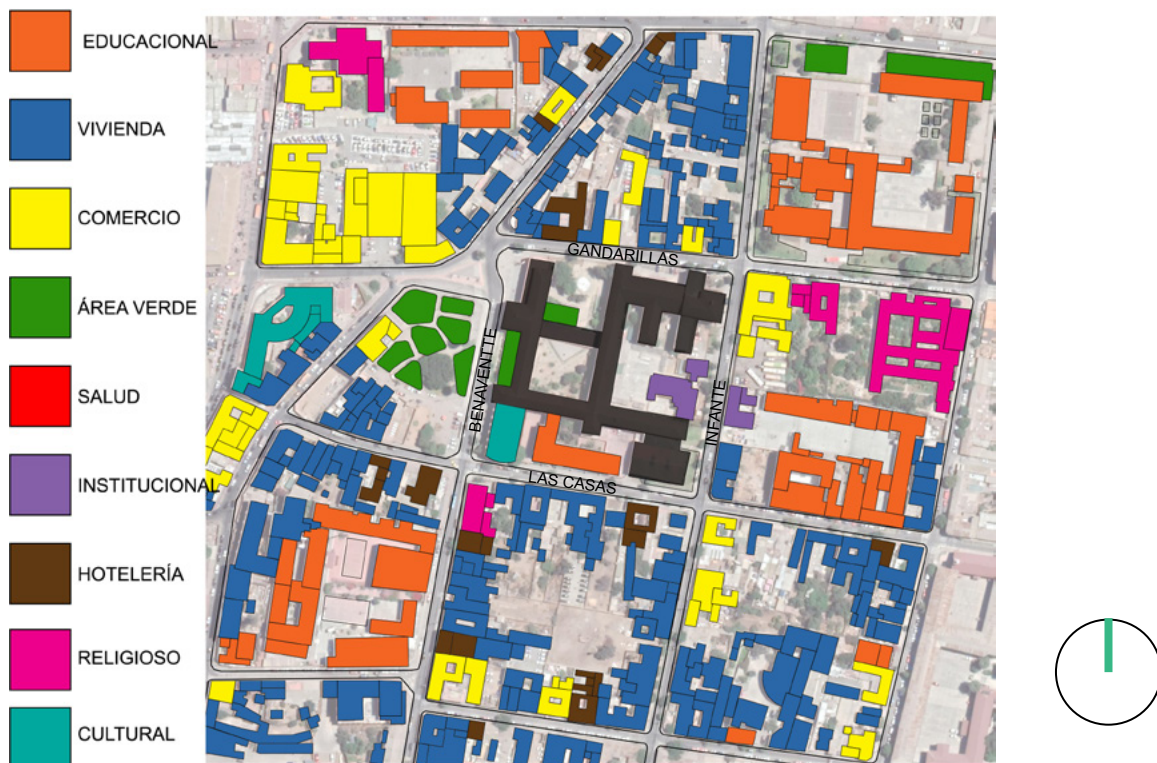 EDUCACIONAL
VIVIENDA
COMERCIO
ÁREA VERDE
SALUD
INSTITUCIONAL
HOTELERÍA
RELIGIOSO
CULTURAL
GANDARILLAS
BENAVENTTE
INFANTE
LAS CASAS